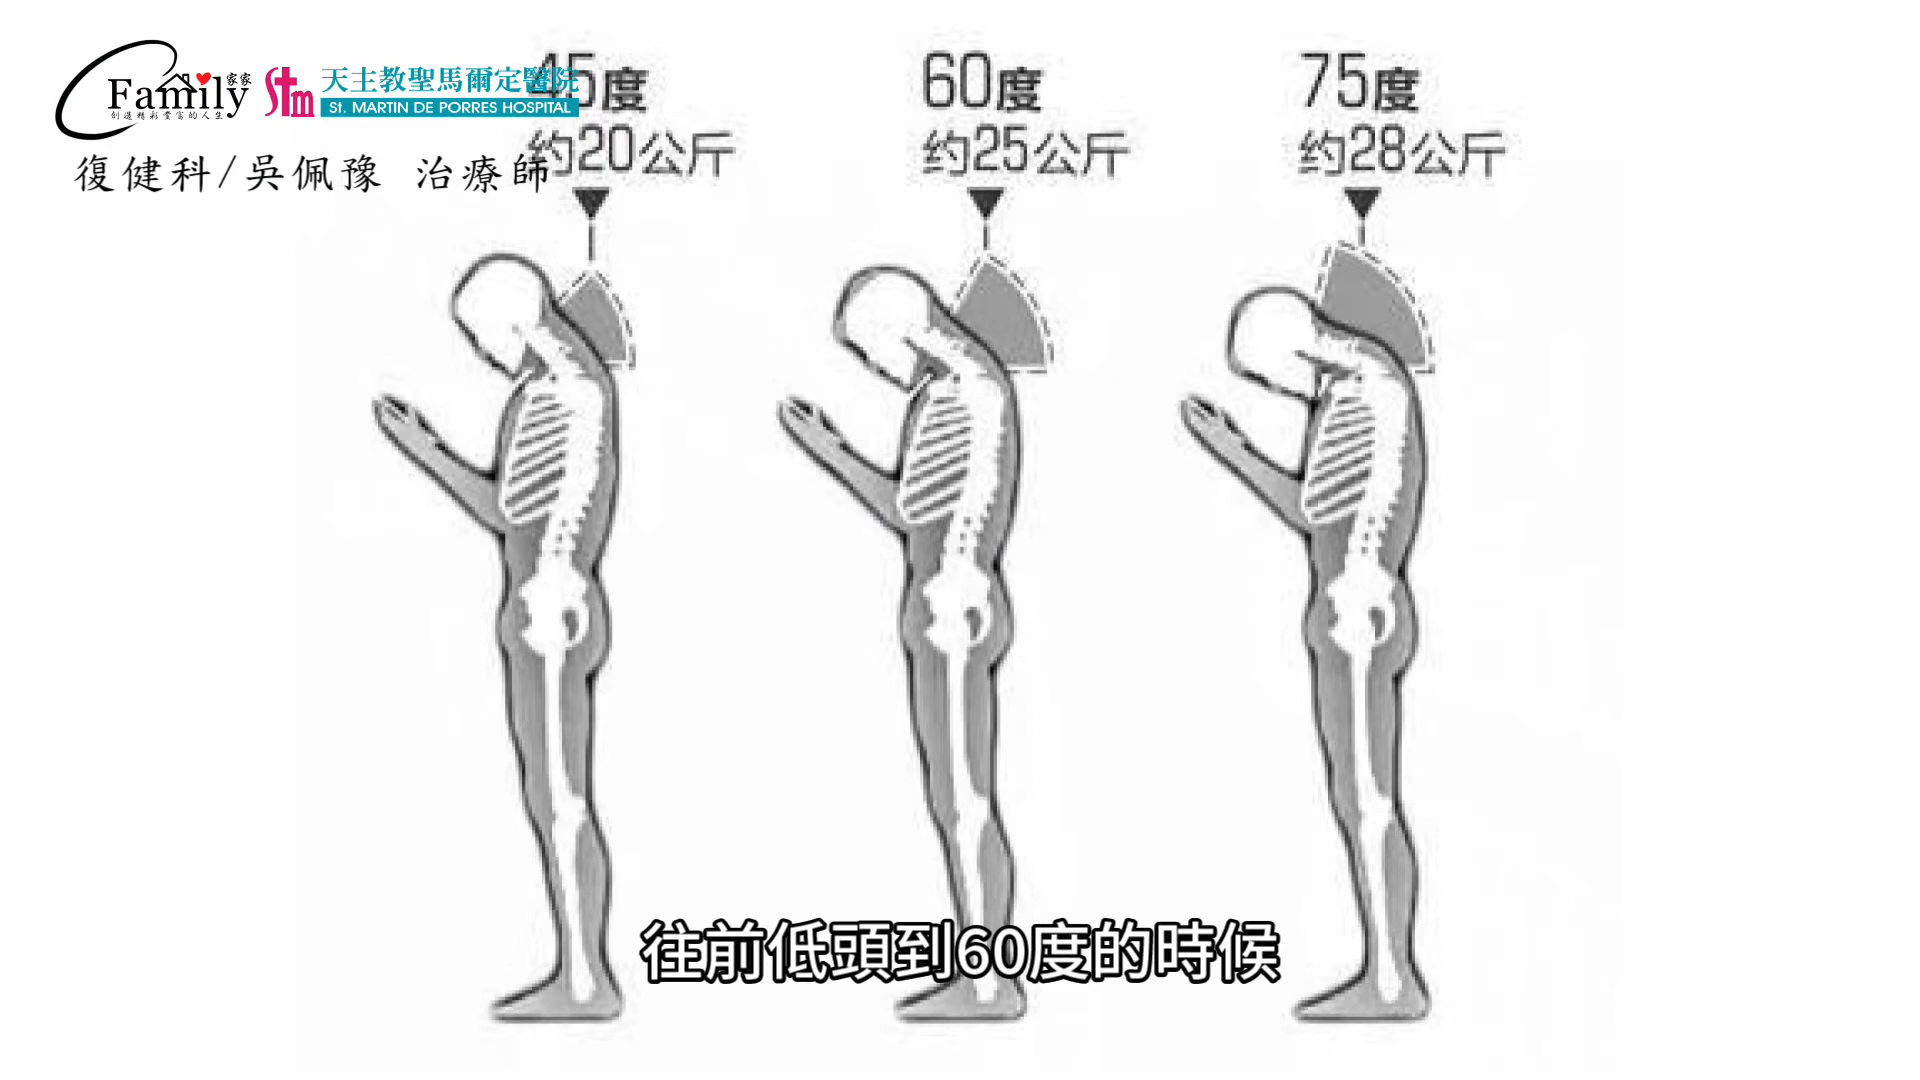 Family 家家
創造精彩豐富的人生
Stm
天主教聖馬爾定醫院
St. MARTIN DE PORRES HOSPITAL
復健科/吳佩豫 治療師
45度
約20公斤
60度
約25公斤
75度
約28公斤
往前低頭到60度的時候